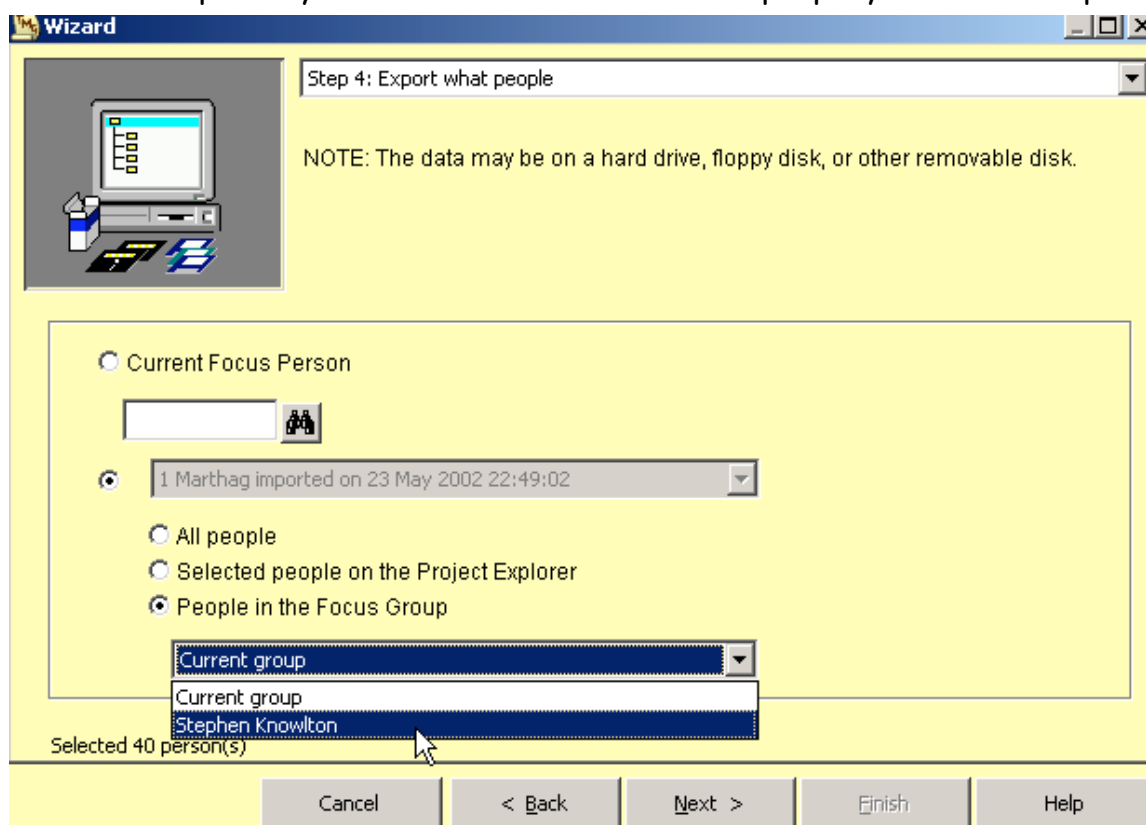 Wizard
Step 4: Export what people
NOTE: The data may be on a hard drive, floppy disk, or other removable disk.
Current Focus Person
1 Marthag imported on 23 May 2002 22:49:02
All people
Selected people on the Project Explorer
People in the Focus Group
Current group
Current group
Stephen Knowlton
Selected 40 person(s)
Cancel < Back Next > Finish Help